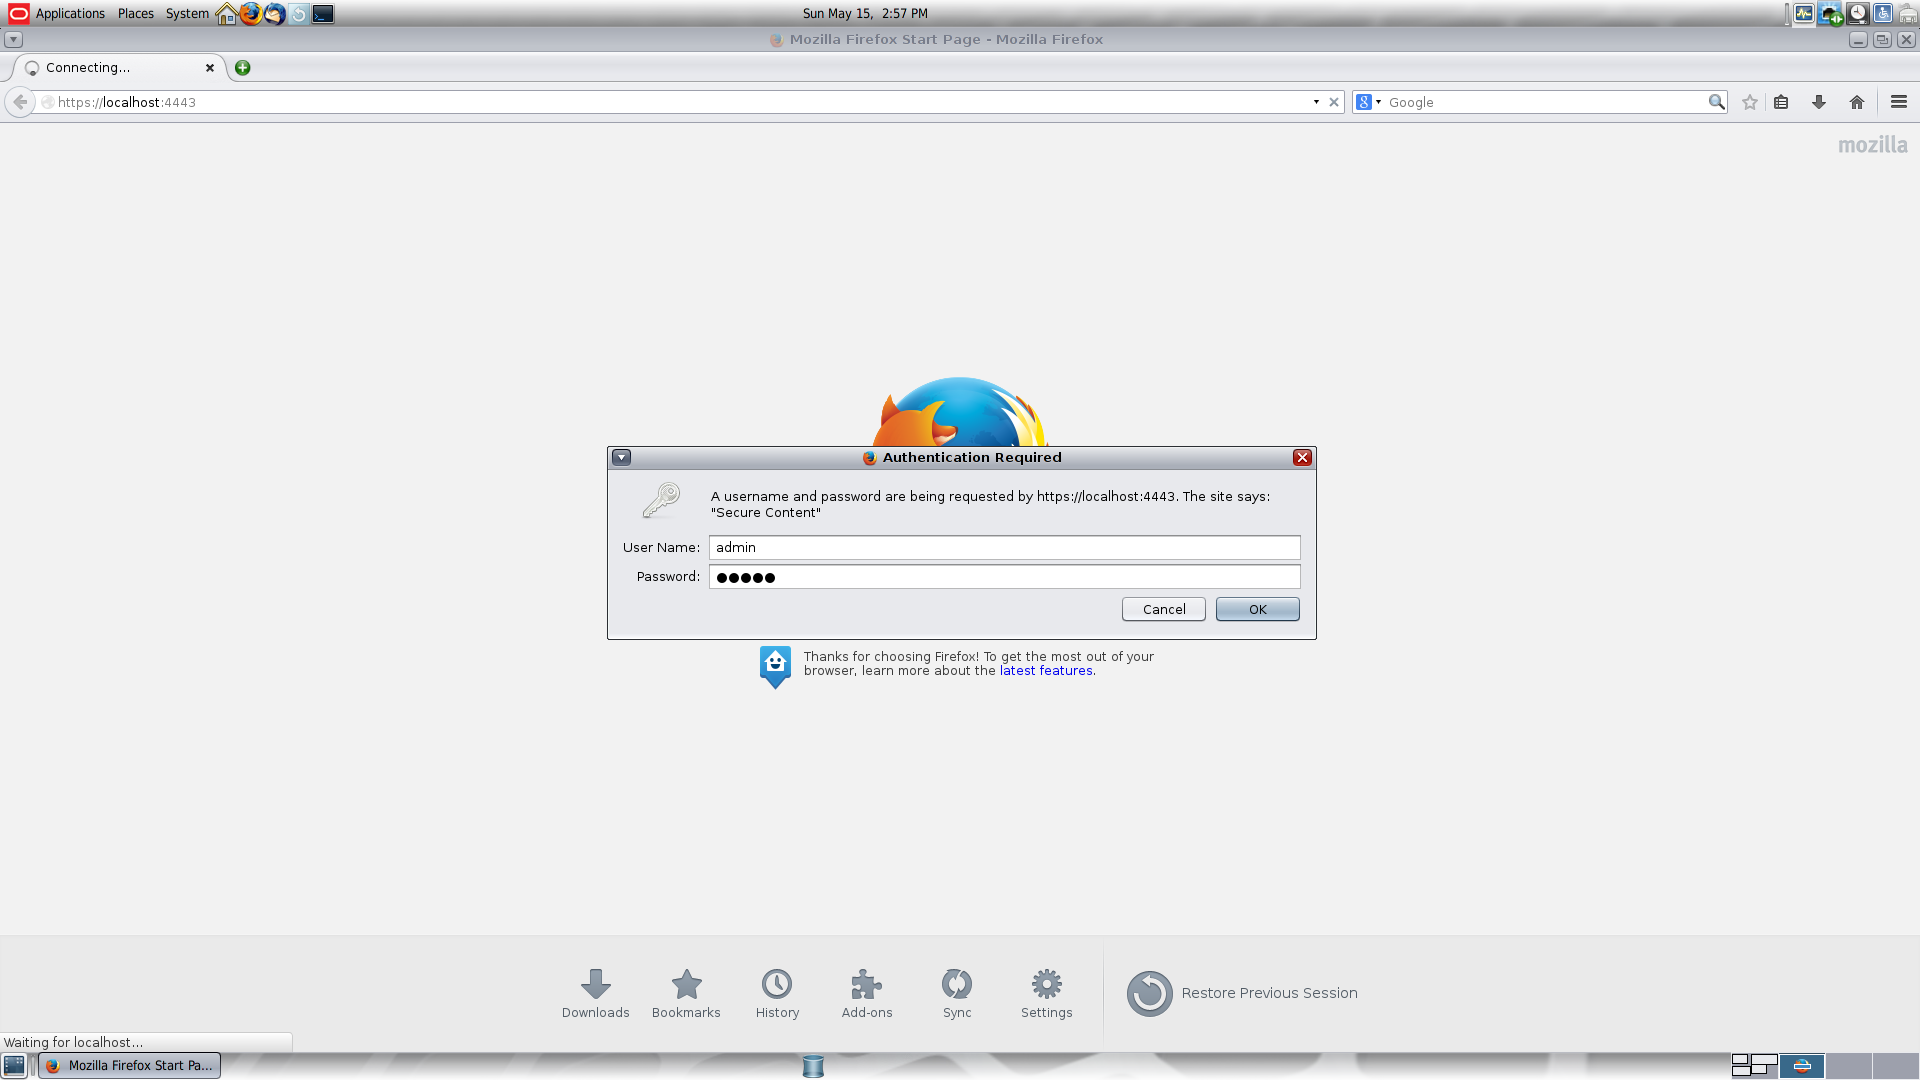 Applications Places System Sun May 15, 2:57 PM
Mozilla Firefox Start Page - Mozilla Firefox
Connecting...
https://localhost:4443 Google
mozilla
Authentication Required
A username and password are being requested by https://localhost:4443. The site says:
"Secure Content"
User Name: admin
Password: ●●●●●
Cancel OK
Thanks for choosing Firefox! To get the most out of your
browser, learn more about the latest features.
Downloads Bookmarks History Add-ons Sync Settings Restore Previous Session
Waiting for localhost...
Mozilla Firefox Start Pa...